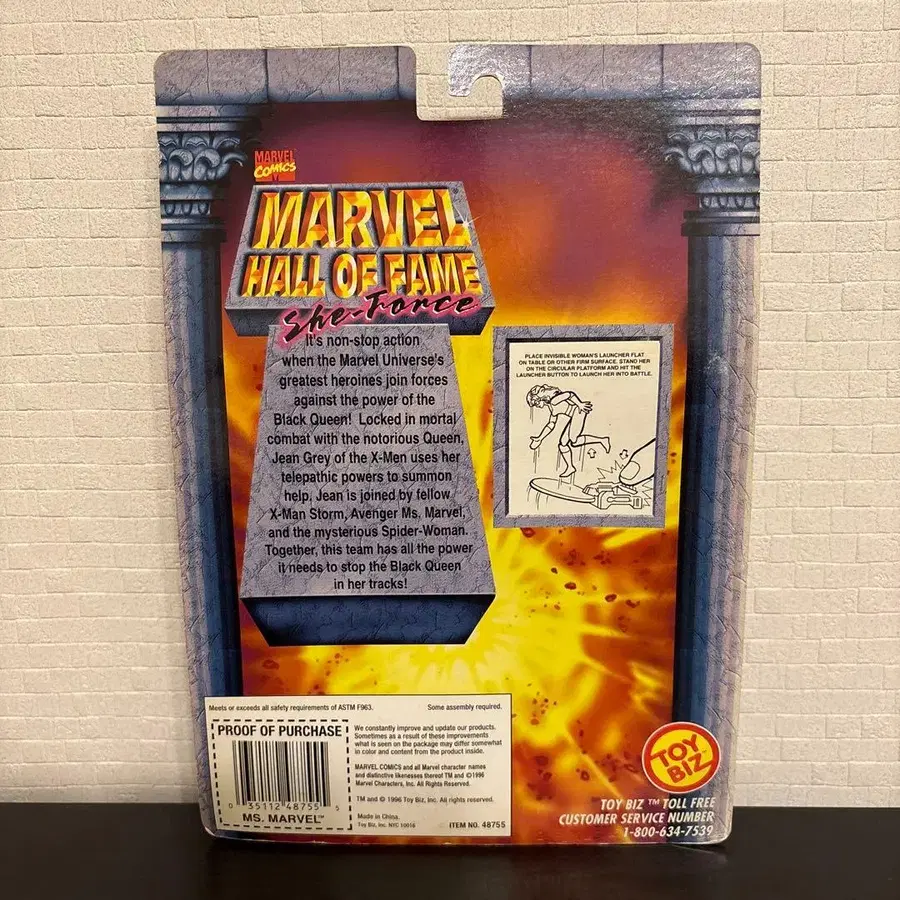 MARVEL
COMICS
MARVEL
HALL OF FAME
She-Force
It's non-stop action
when the Marvel Universe's
greatest heroines join forces
against the power of the
Black Queen! Locked in mortal
combat with the notorious Queen,
Jean Grey of the X-Men uses her
telepathic powers to summon
help, Jean is joined by fellow
X-Man Storm, Avenger Ms. Marvel,
and the mysterious Spider-Woman.
Together, this team has all the power
it needs to stop the Black Queen
in her tracks!
PLACE INVISIBLE WOMAN'S LAUNCHER FLAT
ON TABLE OR OTHER FIRM SURFACE. STAND HER
ON THE CIRCULAR PLATFORM AND HIT THE
LAUNCHER BUTTON TO LAUNCH HER INTO BATTLE.
Meets or exceeds all safety requirements of ASTM F963.
Some assembly required.
PROOF OF PURCHASE
0 35112 48755 5
MS. MARVEL™
We constantly improve and update our products.
Sometimes as a result of these improvements
what is seen on the package may differ somewhat
in color and content from the product inside.
MARVEL COMICS and all Marvel character names
and distinctive likenesses thereof TM and ©1996
Marvel Characters, Inc. All Rights Reserved.
TM and © 1996 Toy Biz, Inc. All rights reserved.
Made in China.
Toy Biz, Inc. NYC 10016
ITEM NO. 48755
TOY
BIZ
TOY BIZ ™ TOLL FREE
CUSTOMER SERVICE NUMBER
1-800-634-7539